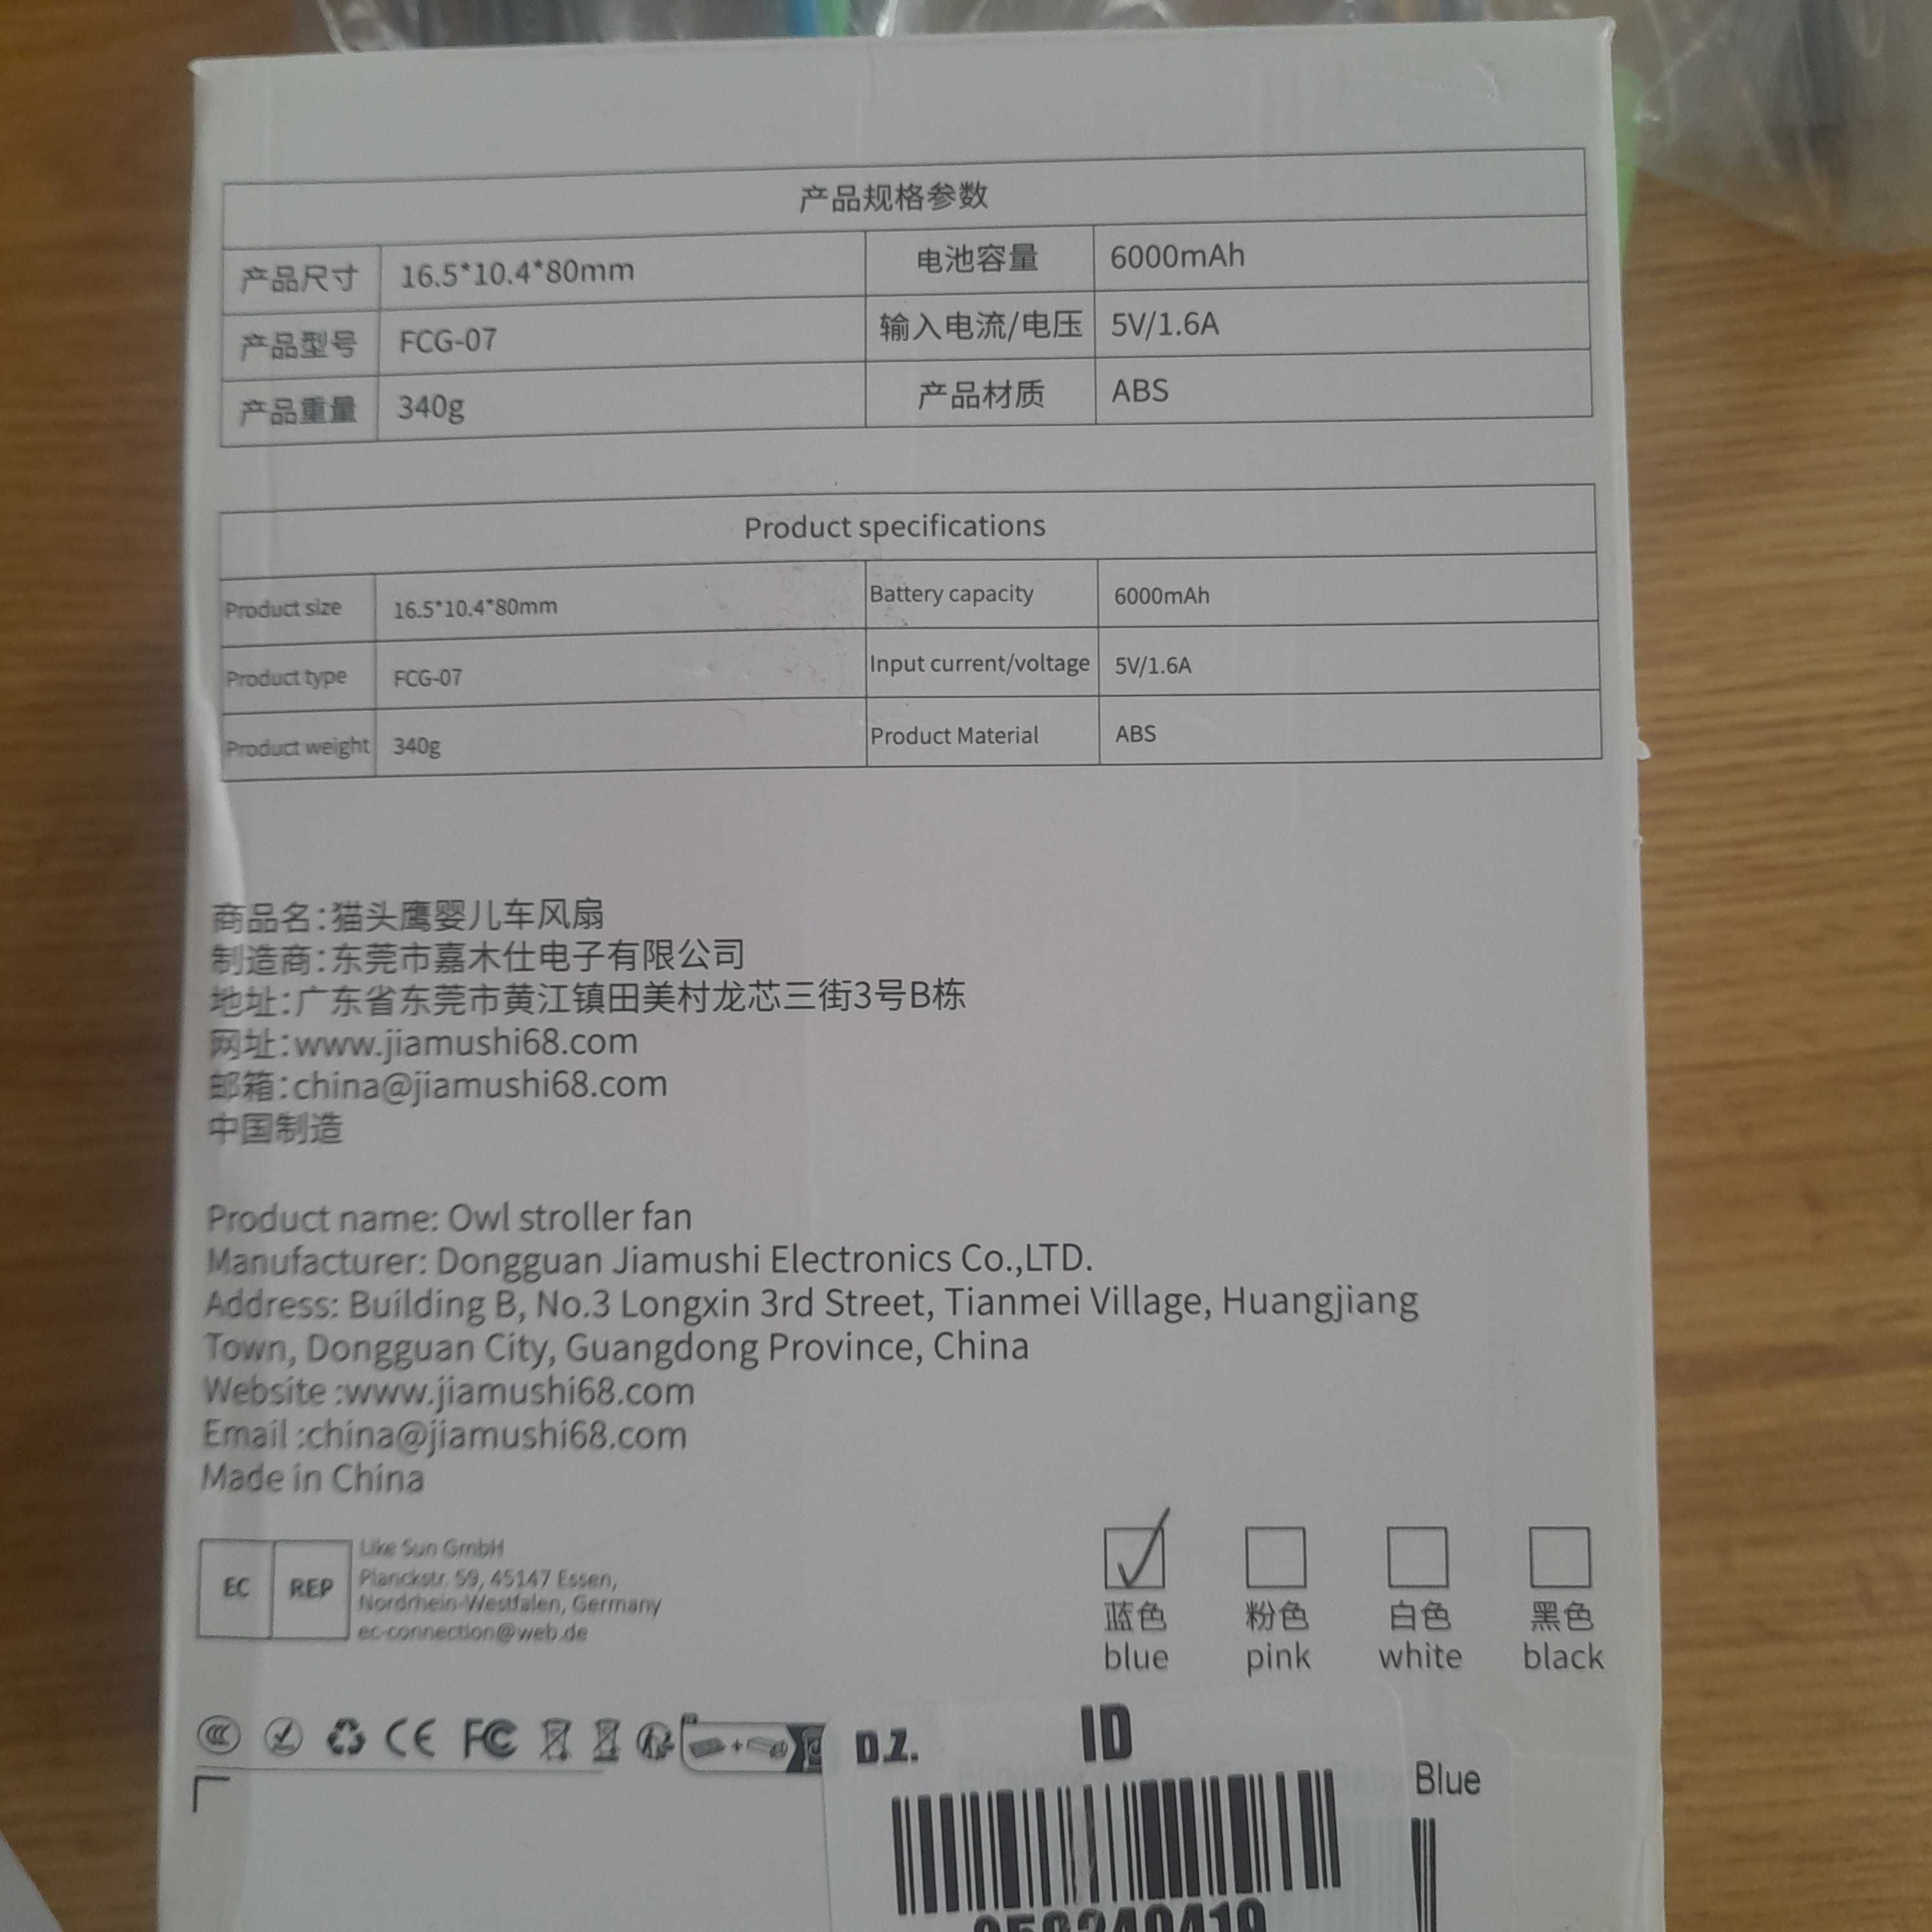 产品规格参数
产品尺寸 16.5*10.4*80mm 电池容量 6000mAh
产品型号 FCG-07 输入电流/电压 5V/1.6A
产品重量 340g 产品材质 ABS
Product specifications
Product size 16.5*10.4*80mm Battery capacity 6000mAh
Product type FCG-07 Input current/voltage 5V/1.6A
Product weight 340g Product Material ABS
商品名:猫头鹰婴儿车风扇
制造商:东莞市嘉木仕电子有限公司
地址:广东省东莞市黄江镇田美村龙芯三街3号B栋
网址:www.jiamushi68.com
邮箱:china@jiamushi68.com
中国制造
Product name: Owl stroller fan
Manufacturer: Dongguan Jiamushi Electronics Co.,LTD.
Address: Building B, No.3 Longxin 3rd Street, Tianmei Village, Huangjiang
Town, Dongguan City, Guangdong Province, China
Website :www.jiamushi68.com
Email :china@jiamushi68.com
Made in China
EC REP
Like Sun GmbH
Planckstr. 59, 45147 Essen,
Nordrhein-Westfalen, Germany
ec-connection@web.de
蓝色 粉色 白色 黑色
blue pink white black
CCC CE FC
D.Z. ID
Blue